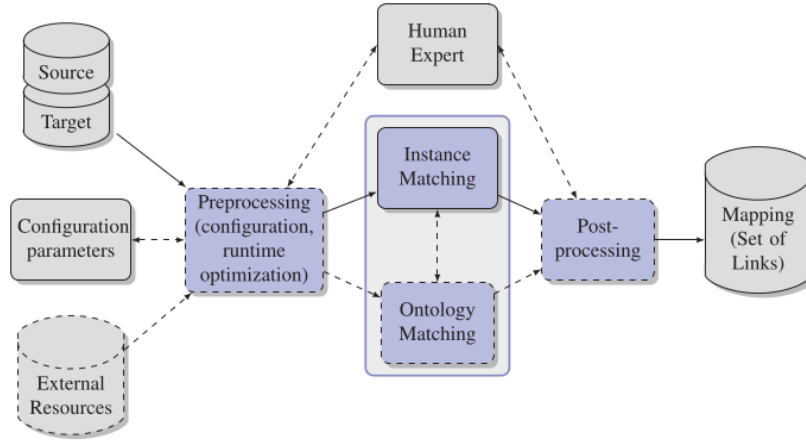 Source
Target
Configuration
parameters
External
Resources
Preprocessing
(configuration,
runtime
optimization)
Human
Expert
Instance
Matching
Ontology
Matching
Post-
processing
Mapping
(Set of
Links)